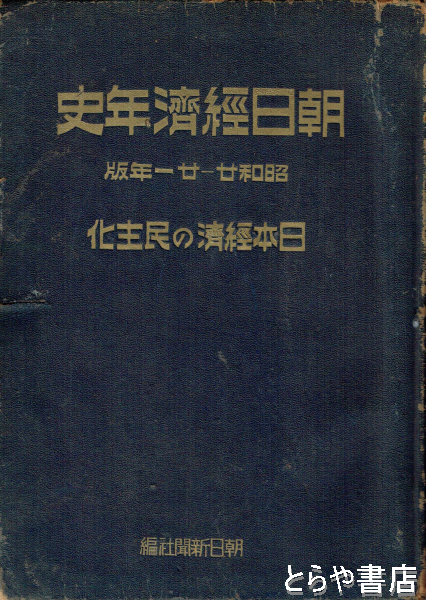 朝日經濟年史
昭和廿—廿一年版
日本經濟の民主化
朝日新聞社編
とらや書店